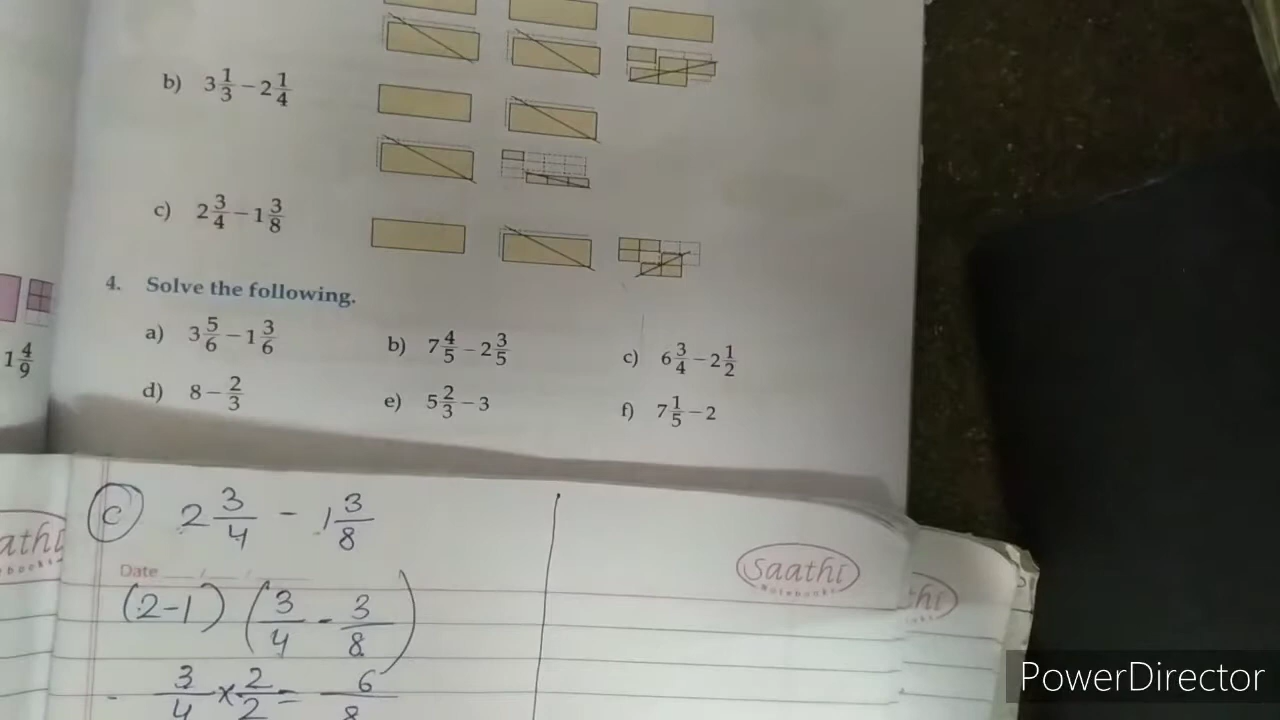 b) 3 1/3 − 2 1/4
c) 2 3/4 − 1 3/8
1 4/9
4. Solve the following.
a) 3 5/6 − 1 3/6 b) 7 4/5 − 2 3/5 c) 6 3/4 − 2 1/2
d) 8 − 2/3 e) 5 2/3 − 3 f) 7 1/5 − 2
C 2 3/4 - 1 3/8
Saathi
Notebooks
Date
(2-1) (3/4 - 3/8)
3/4 × 2/2 = 6/8
PowerDirector